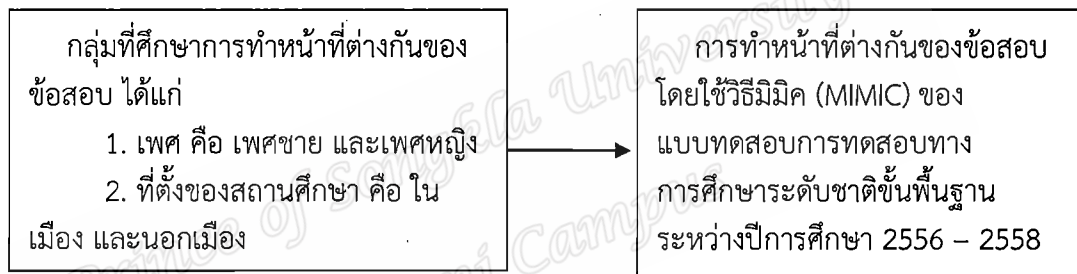 กลุ่มที่ศึกษาการทำหน้าที่ต่างกันของ
ข้อสอบ ได้แก่
1. เพศ คือ เพศชาย และเพศหญิง
2. ที่ตั้งของสถานศึกษา คือ ใน
เมือง และนอกเมือง
การทำหน้าที่ต่างกันของข้อสอบ
โดยใช้วิธีมิมิค (MIMIC) ของ
แบบทดสอบการทดสอบทาง
การศึกษาระดับชาติขั้นพื้นฐาน
ระหว่างปีการศึกษา 2556 – 2558
Prince of Songkla University
Pattani Campus